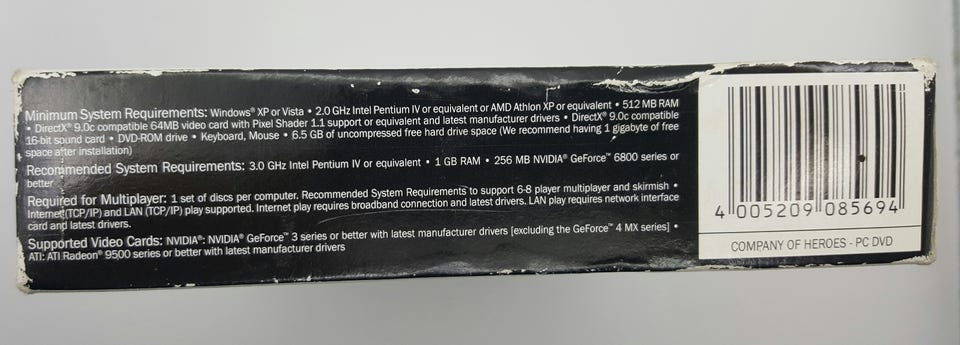 Minimum System Requirements: Windows® XP or Vista • 2.0 GHz Intel Pentium IV or equivalent or AMD Athlon XP or equivalent • 512 MB RAM
• DirectX® 9.0c compatible 64MB video card with Pixel Shader 1.1 support or equivalent and latest manufacturer drivers • DirectX® 9.0c compatible
16-bit sound card • DVD-ROM drive • Keyboard, Mouse • 6.5 GB of uncompressed free hard drive space (We recommend having 1 gigabyte of free
space after installation)
Recommended System Requirements: 3.0 GHz Intel Pentium IV or equivalent • 1 GB RAM • 256 MB NVIDIA® GeForce™ 6800 series or
better
Required for Multiplayer: 1 set of discs per computer. Recommended System Requirements to support 6-8 player multiplayer and skirmish •
Internet (TCP/IP) and LAN (TCP/IP) play supported. Internet play requires broadband connection and latest drivers. LAN play requires network interface
card and latest drivers.
Supported Video Cards: NVIDIA®: NVIDIA® GeForce™ 3 series or better with latest manufacturer drivers [excluding the GeForce™ 4 MX series] •
ATI: ATI Radeon® 9500 series or better with latest manufacturer drivers
4 005209 085694
COMPANY OF HEROES - PC DVD